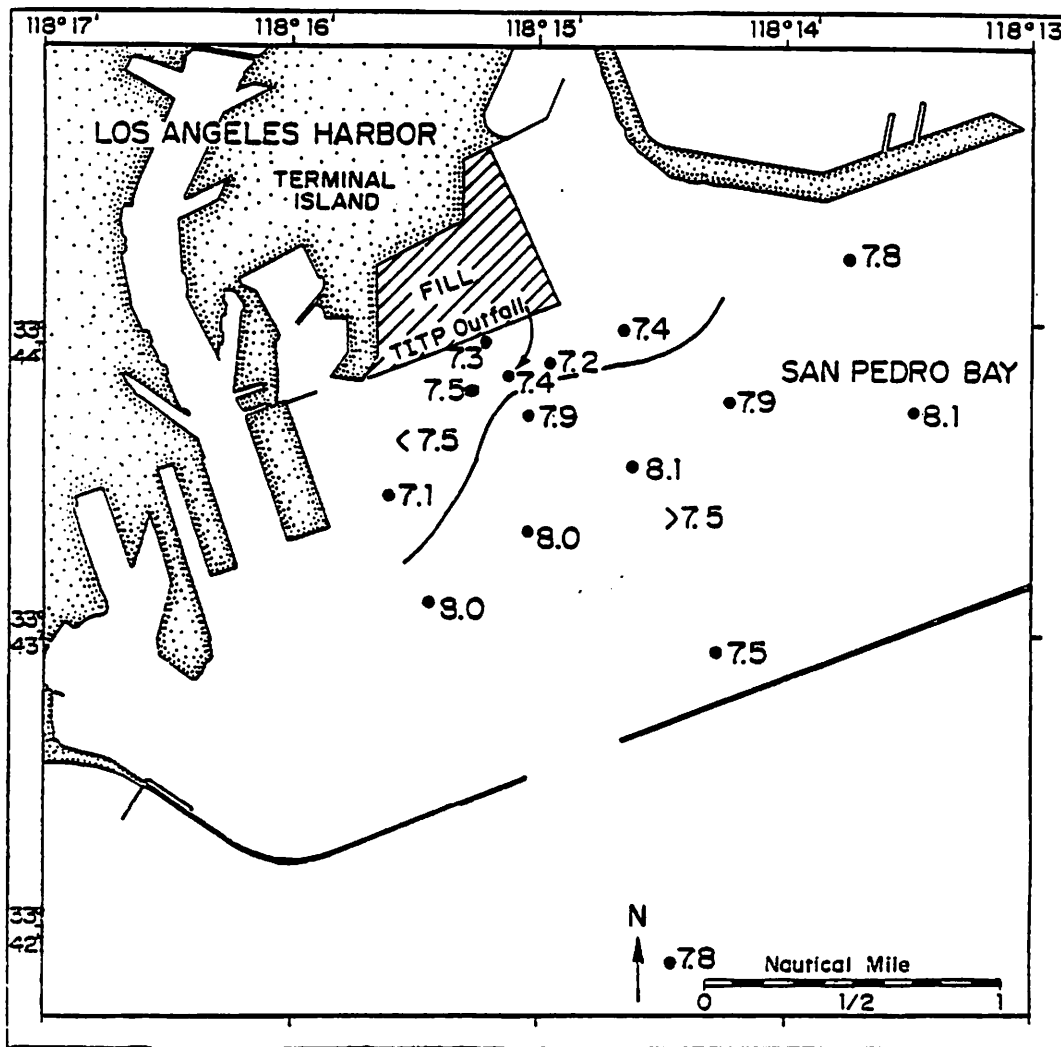 118°17' 118°16' 118°15' 118°14' 118°13
LOS ANGELES HARBOR
TERMINAL
ISLAND
FILL
TITP Outfall
7.8
33°
44'
7.4
7.3
7.2
7.4
7.5
SAN PEDRO BAY
7.9
7.9
8.1
<7.5
8.1
7.1
>7.5
8.0
8.0
33°
43'
7.5
33°
42'
N
7.8
Nautical Mile
0 1/2 1